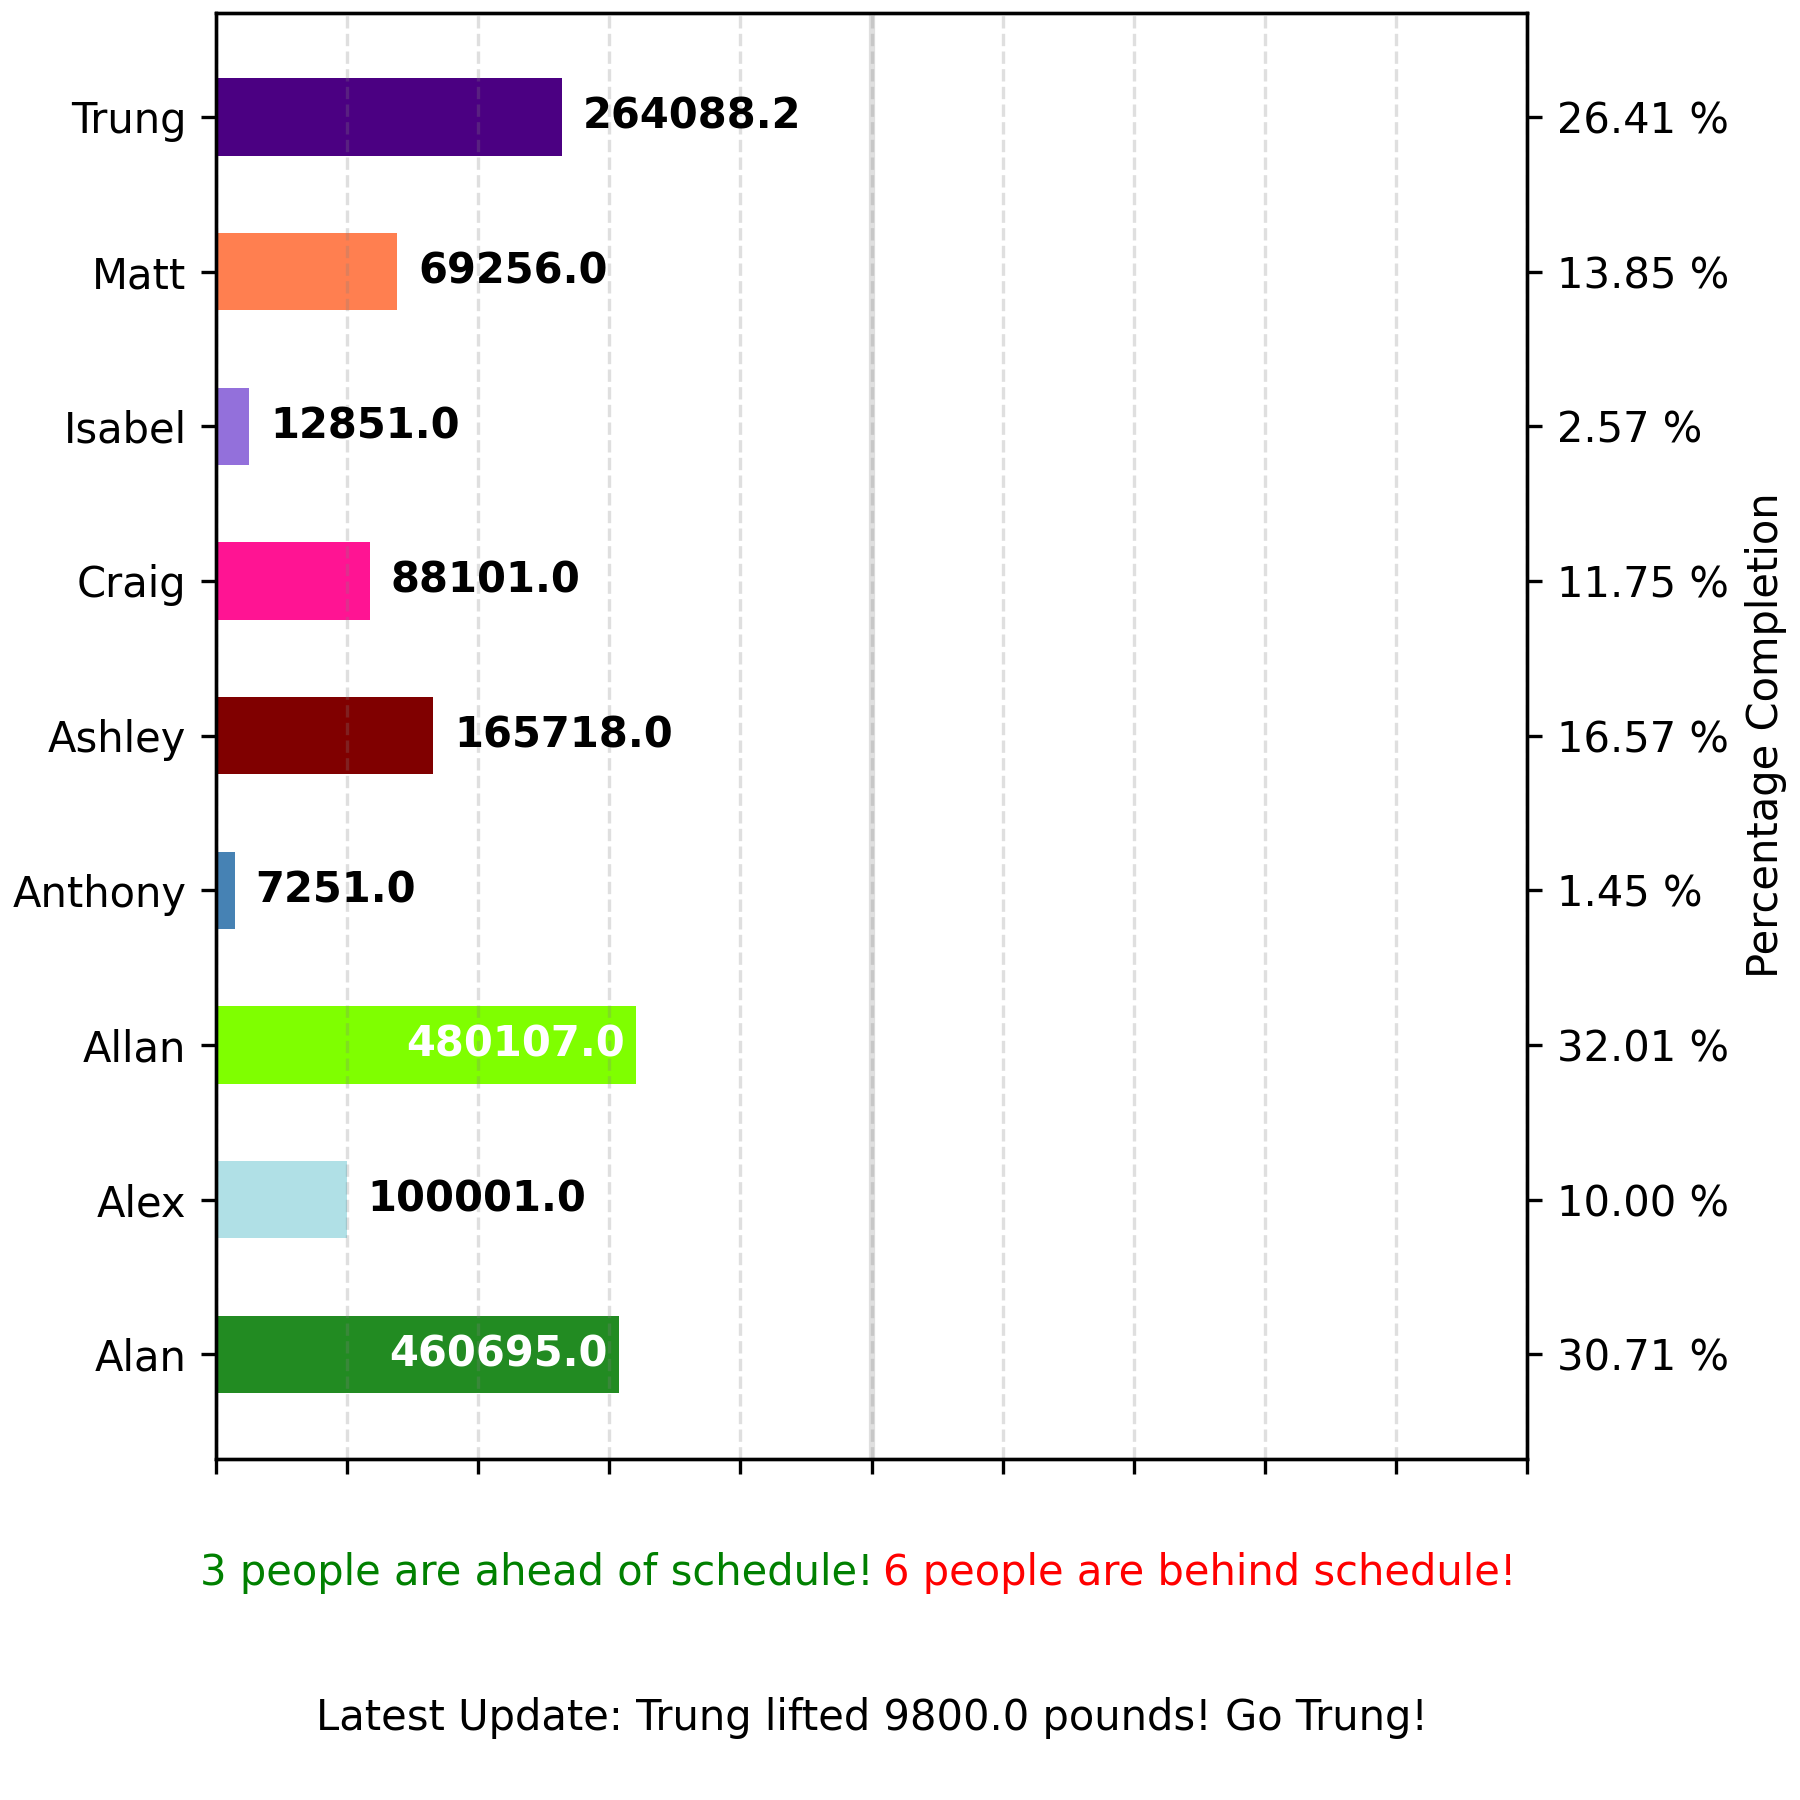 Trung 264088.2 26.41 %
Matt 69256.0 13.85 %
Isabel 12851.0 2.57 %
Craig 88101.0 11.75 %
Ashley 165718.0 16.57 %
Anthony 7251.0 1.45 %
Allan 480107.0 32.01 %
Alex 100001.0 10.00 %
Alan 460695.0 30.71 %
Percentage Completion
3 people are ahead of schedule! 6 people are behind schedule!
Latest Update: Trung lifted 9800.0 pounds! Go Trung!